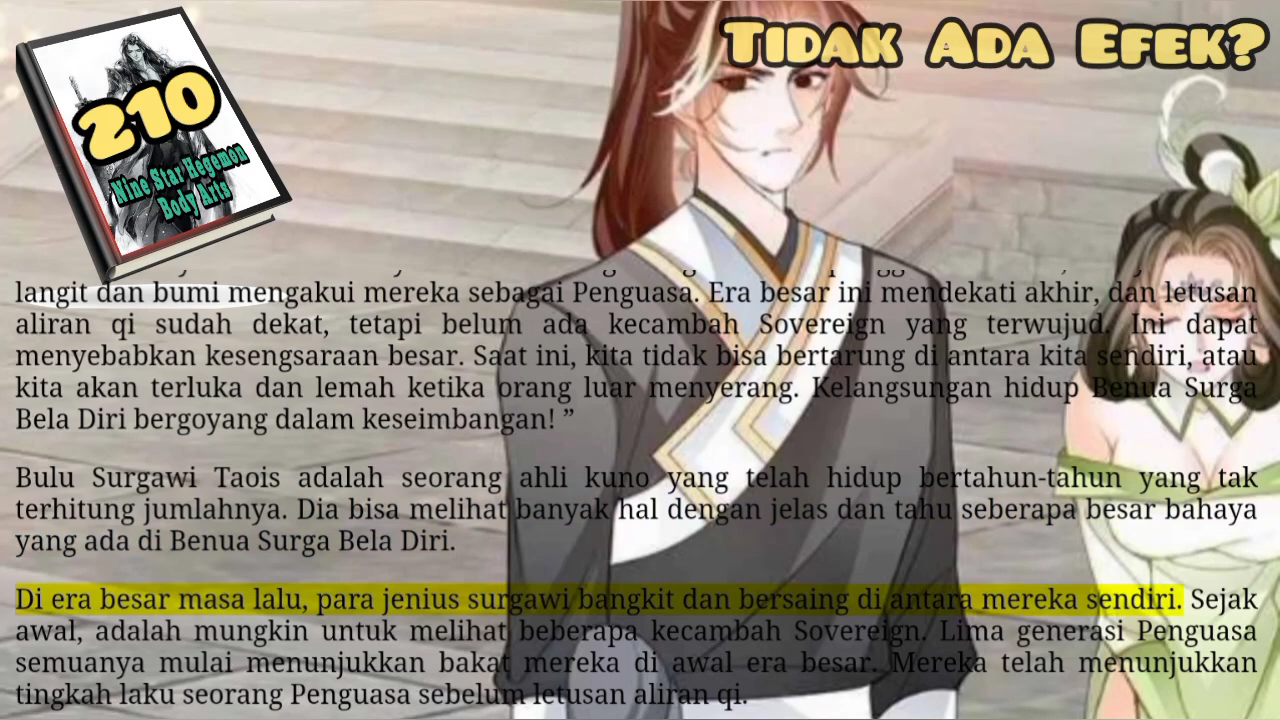 TIDAK ADA EFEK?
210
Nine Star Hegemon
Body Arts
langit dan bumi mengakui mereka sebagai Penguasa. Era besar ini mendekati akhir, dan letusan
aliran qi sudah dekat, tetapi belum ada kecambah Sovereign yang terwujud. Ini dapat
menyebabkan kesengsaraan besar. Saat ini, kita tidak bisa bertarung di antara kita sendiri, atau
kita akan terluka dan lemah ketika orang luar menyerang. Kelangsungan hidup Benua Surga
Bela Diri bergoyang dalam keseimbangan! ”
Bulu Surgawi Taois adalah seorang ahli kuno yang telah hidup bertahun-tahun yang tak
terhitung jumlahnya. Dia bisa melihat banyak hal dengan jelas dan tahu seberapa besar bahaya
yang ada di Benua Surga Bela Diri.
Di era besar masa lalu, para jenius surgawi bangkit dan bersaing di antara mereka sendiri. Sejak
awal, adalah mungkin untuk melihat beberapa kecambah Sovereign. Lima generasi Penguasa
semuanya mulai menunjukkan bakat mereka di awal era besar. Mereka telah menunjukkan
tingkah laku seorang Penguasa sebelum letusan aliran qi.